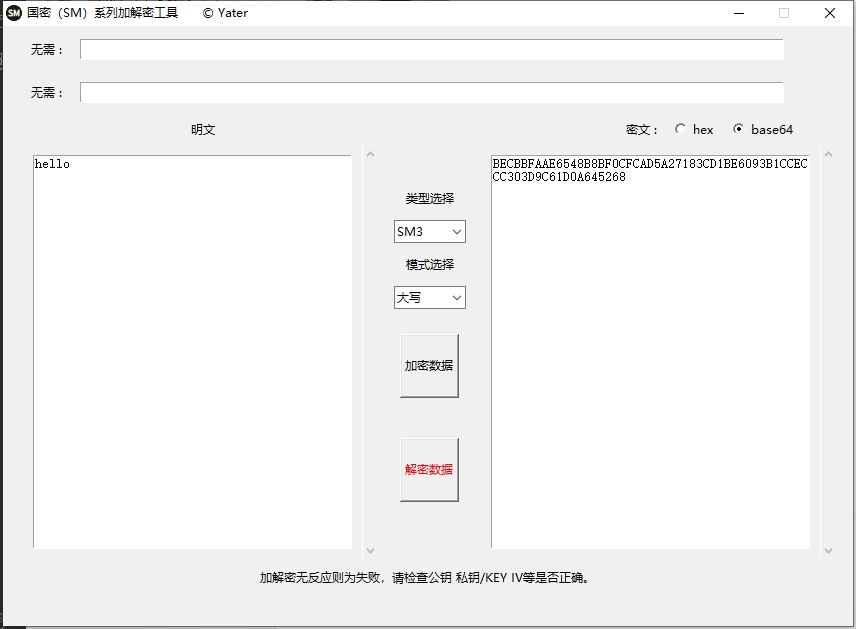 SM 国密（SM）系列加解密工具 © Yater
无需：
无需：
明文
密文： hex base64
hello
BECBBFAAE6548B8BF0CFCAD5A27183CD1BE6093B1CCEC
CC303D9C61D0A645268
类型选择
SM3
模式选择
大写
加密数据
解密数据
加解密无反应则为失败，请检查公钥 私钥/KEY IV等是否正确。